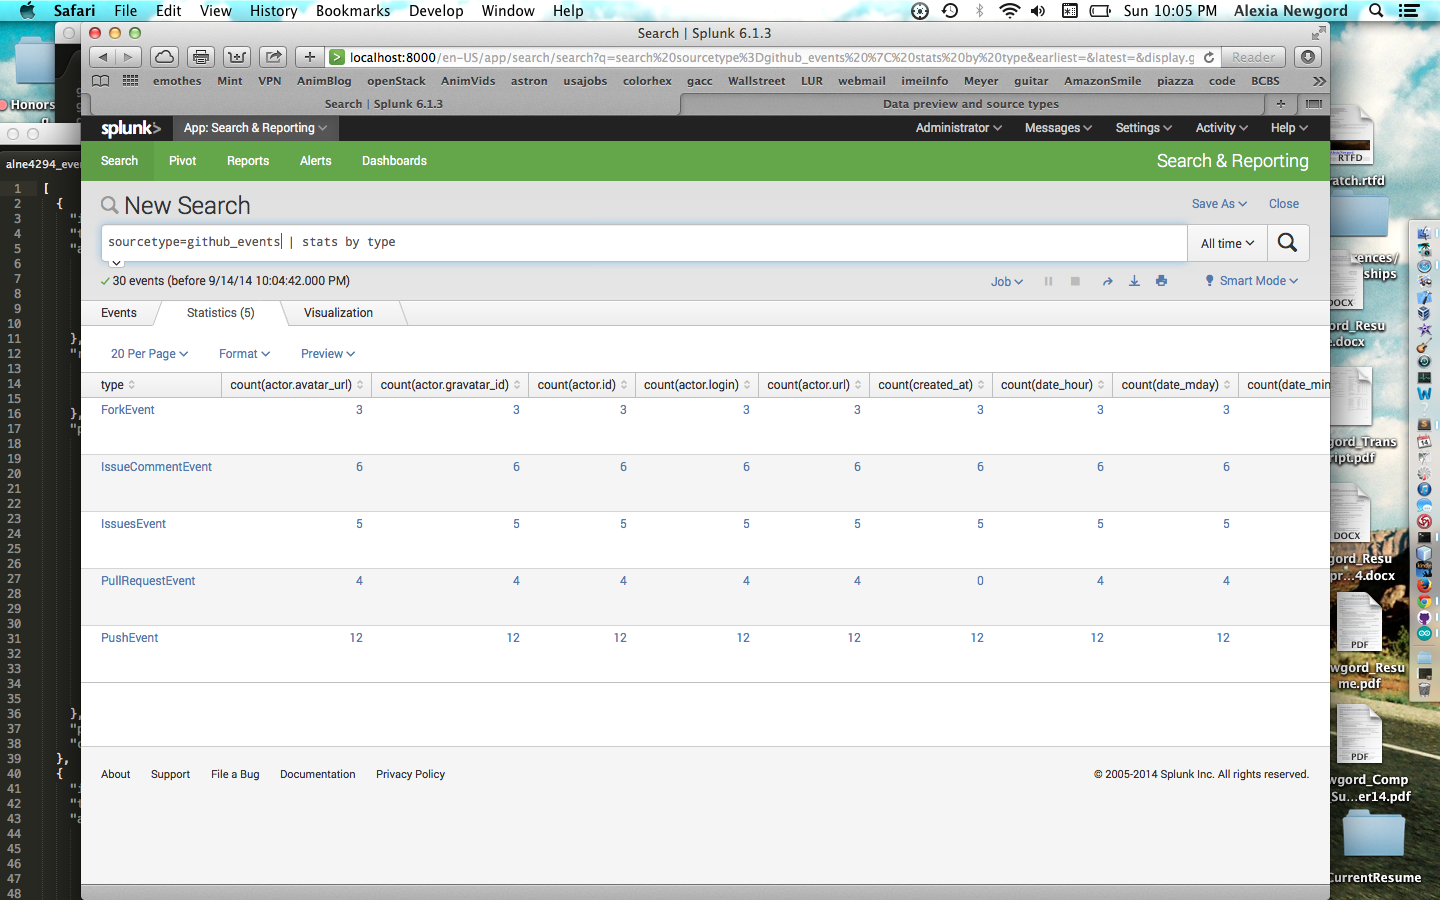 Safari File Edit View History Bookmarks Develop Window Help Sun 10:05 PM Alexia Newgord
Search | Splunk 6.1.3
localhost:8000/en-US/app/search/search?q=search%20sourcetype%3Dgithub_events%20%7C%20stats%20by%20type&earliest=&latest=&display.g Reader
emothes Mint VPN AnimBlog openStack AnimVids astron usajobs colorhex gacc Wallstreet LUR webmail imeiInfo Meyer guitar AmazonSmile piazza code BCBS
Search | Splunk 6.1.3 Data preview and source types
splunk> App: Search & Reporting Administrator Messages Settings Activity Help
Search Pivot Reports Alerts Dashboards Search & Reporting
New Search Save As Close
sourcetype=github_events | stats by type All time
30 events (before 9/14/14 10:04:42.000 PM) Job Smart Mode
Events Statistics (5) Visualization
20 Per Page Format Preview
type count(actor.avatar_url) count(actor.gravatar_id) count(actor.id) count(actor.login) count(actor.url) count(created_at) count(date_hour) count(date_mday) count(date_min
ForkEvent 3 3 3 3 3 3 3 3
IssueCommentEvent 6 6 6 6 6 6 6 6
IssuesEvent 5 5 5 5 5 5 5 5
PullRequestEvent 4 4 4 4 4 0 4 4
PushEvent 12 12 12 12 12 12 12 12
About Support File a Bug Documentation Privacy Policy © 2005-2014 Splunk Inc. All rights reserved.
Honors
alne4294_eve
1 [
2 {
3 "i
4 "t
5 "a
6
7
8
9
10
11 },
12 "r
13
14
15
16 },
17 "p
18
19
20
21
22
23
24
25
26
27
28
29
30
31
32
33
34
35
36 },
37 "p
38 "c
39 },
40 {
41 "i
42 "t
43 "a
44
45
46
47
48
RTFD
ratch.rtfd
ences/
ships
DOCX
ord_Resu
e.docx
gord_Trans
ript.pdf
DOCX
gord_Resu
pr...4.docx
PDF
wgord_Resu
me.pdf
PDF
wgord_Comp
_Su...er14.pdf
CurrentResume